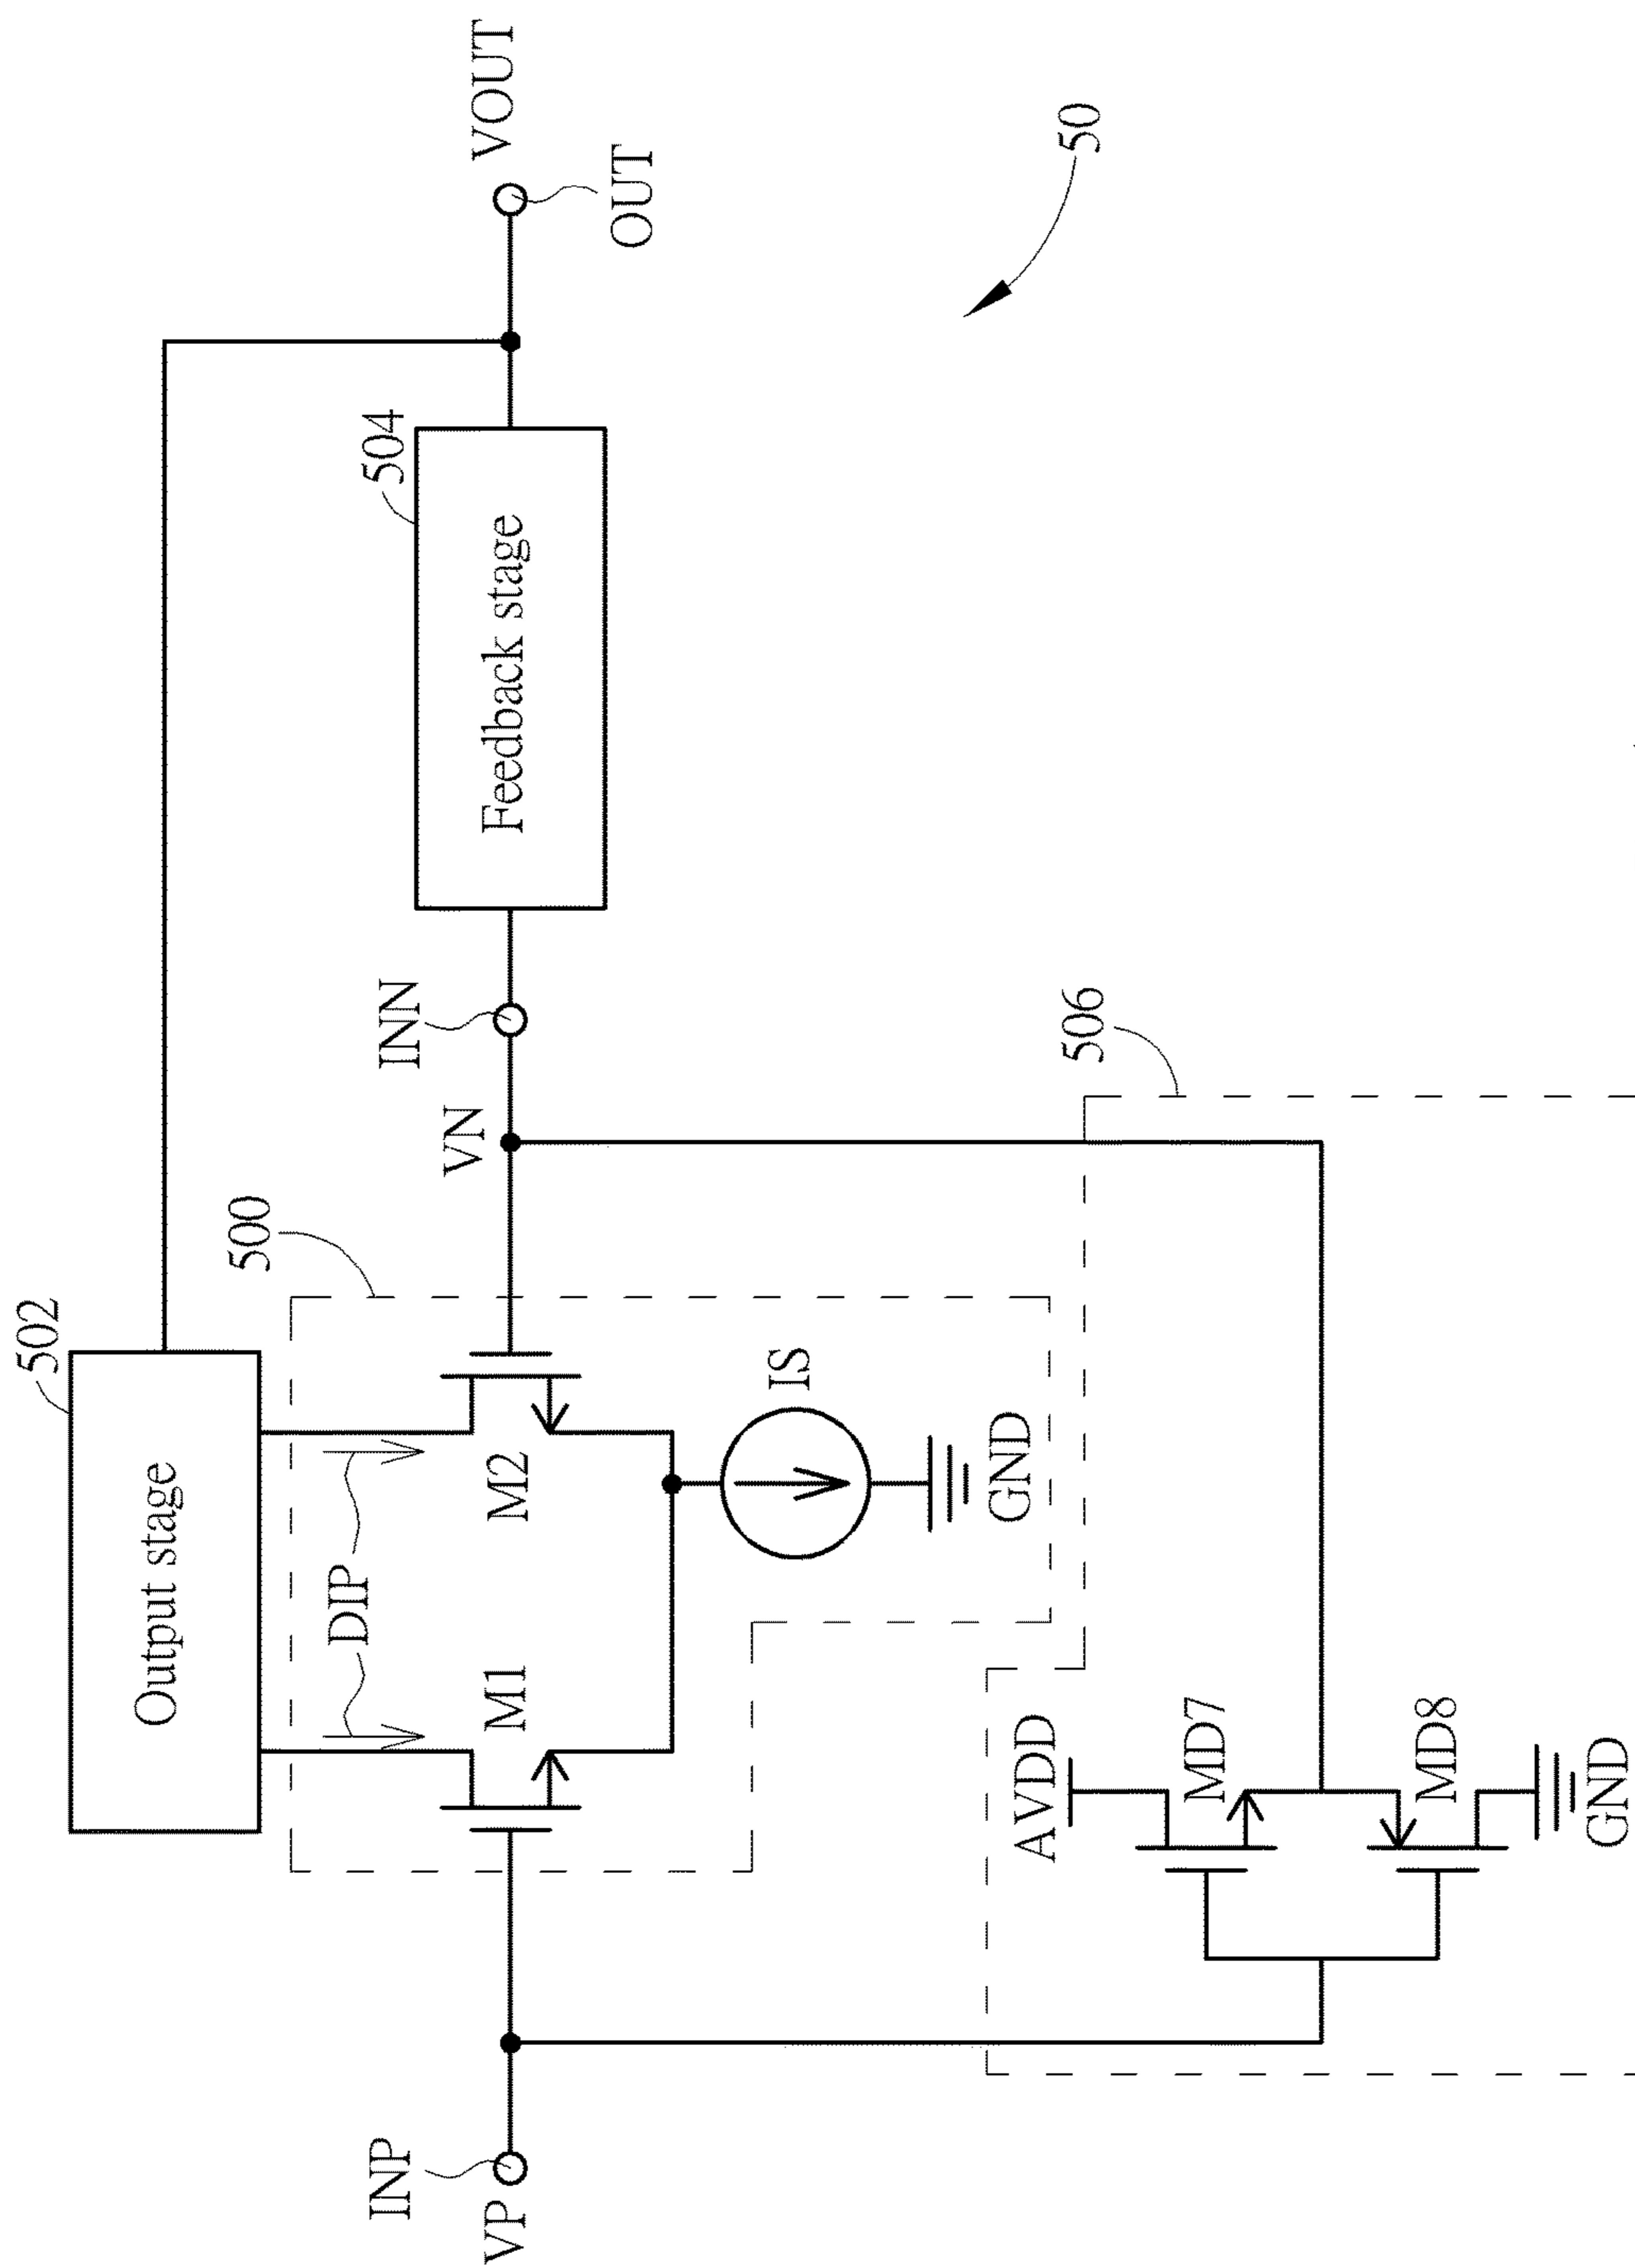 502
Output stage
500
DIP
M1
M2
IS
GND
INP
VP
VN
INN
504
Feedback stage
VOUT
OUT
50
506
AVDD
MD7
MD8
GND